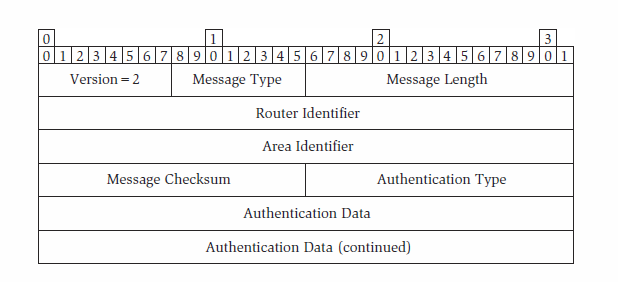 0 1 2 3
0 1 2 3 4 5 6 7 8 9 0 1 2 3 4 5 6 7 8 9 0 1 2 3 4 5 6 7 8 9 0 1
Version = 2 Message Type Message Length
Router Identifier
Area Identifier
Message Checksum Authentication Type
Authentication Data
Authentication Data (continued)